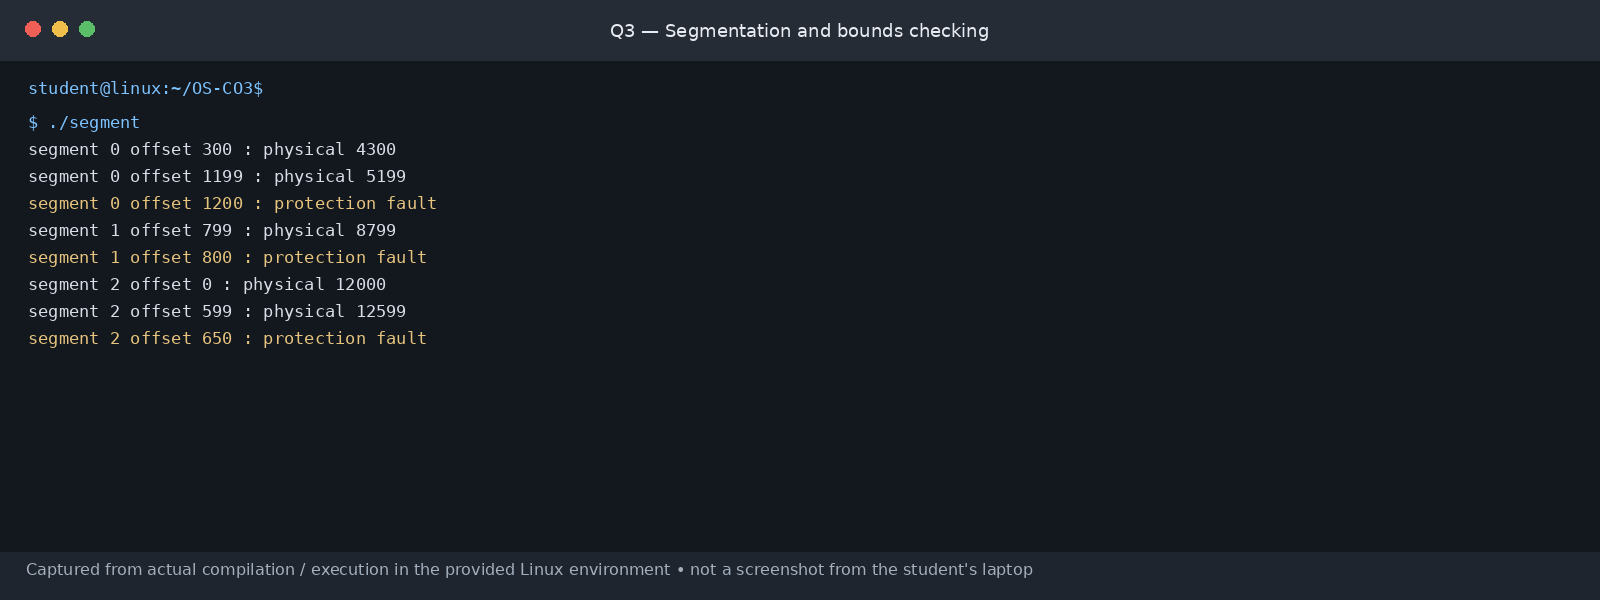 Q3 — Segmentation and bounds checking
student@linux:~/OS-CO3$
$ ./segment
segment 0 offset 300 : physical 4300
segment 0 offset 1199 : physical 5199
segment 0 offset 1200 : protection fault
segment 1 offset 799 : physical 8799
segment 1 offset 800 : protection fault
segment 2 offset 0 : physical 12000
segment 2 offset 599 : physical 12599
segment 2 offset 650 : protection fault
Captured from actual compilation / execution in the provided Linux environment • not a screenshot from the student's laptop